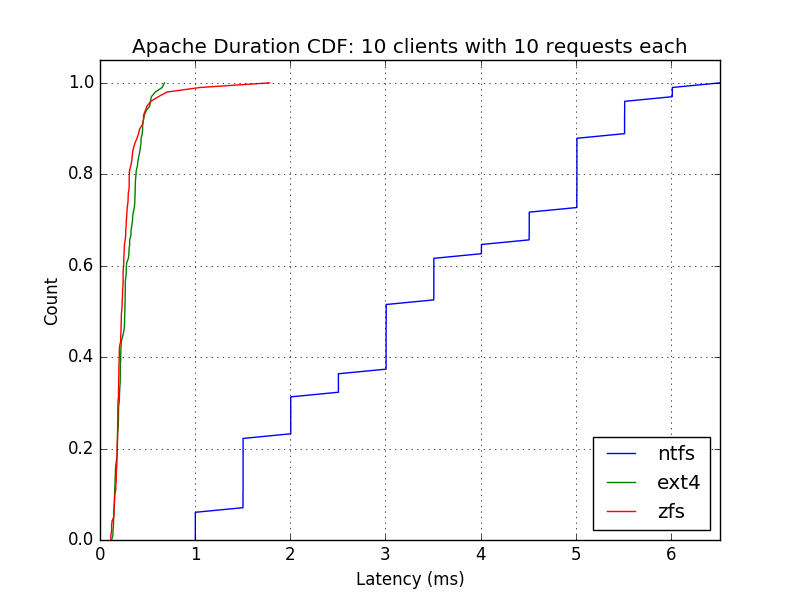 Apache Duration CDF: 10 clients with 10 requests each
1.0
0.8
0.6
0.4
0.2
0.0
Count
0 1 2 3 4 5 6
Latency (ms)
ntfs
ext4
zfs